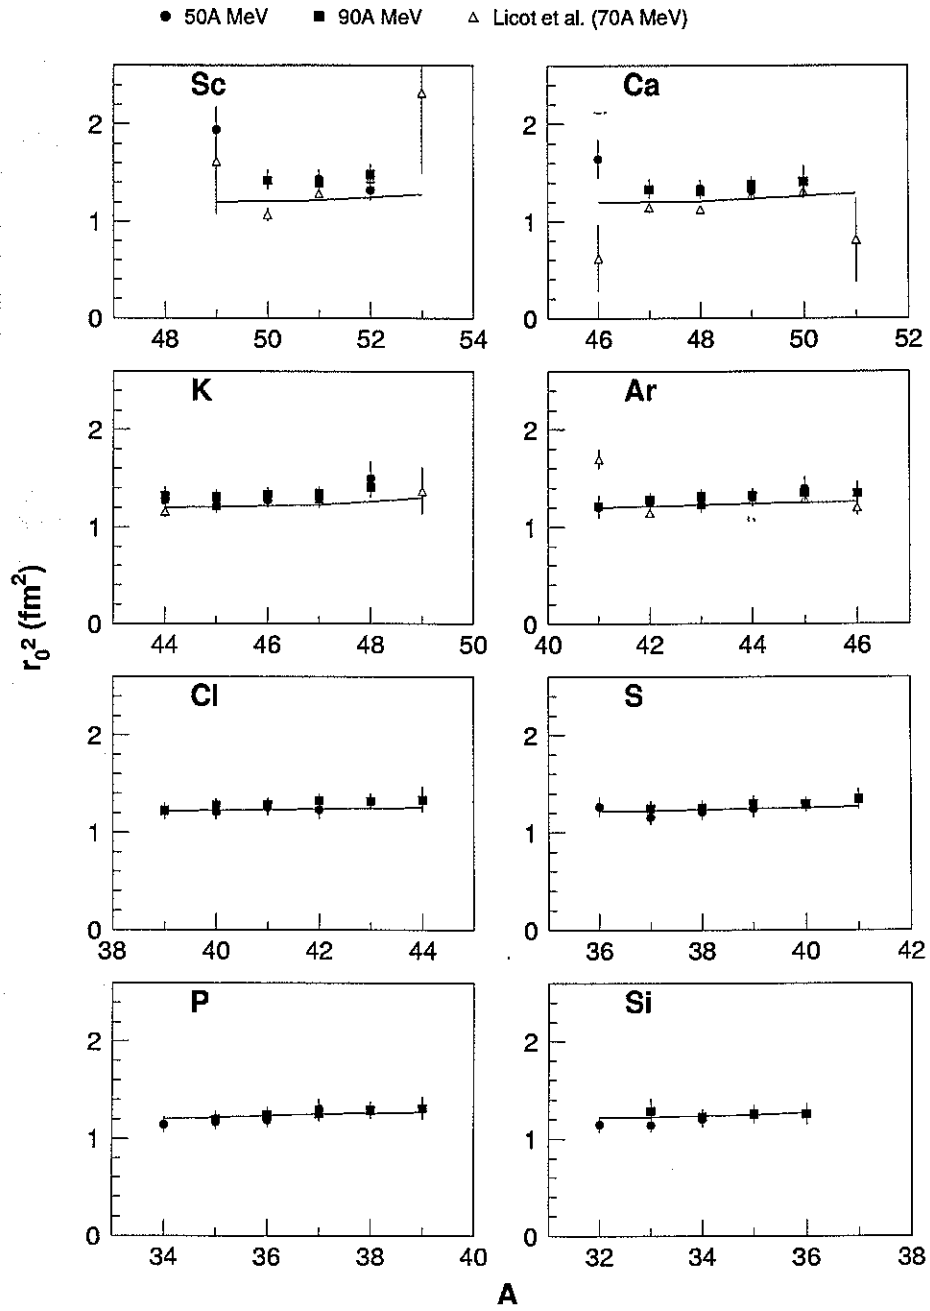 ● 50A MeV ■ 90A MeV △ Licot et al. (70A MeV)
Sc
2
1
0
48 50 52 54
Ca
2
1
0
46 48 50 52
K
2
1
0
44 46 48 50
Ar
2
1
0
40 42 44 46
r₀² (fm²)
Cl
2
1
0
38 40 42 44
S
2
1
0
36 38 40 42
P
2
1
0
34 36 38 40
Si
2
1
0
32 34 36 38
A